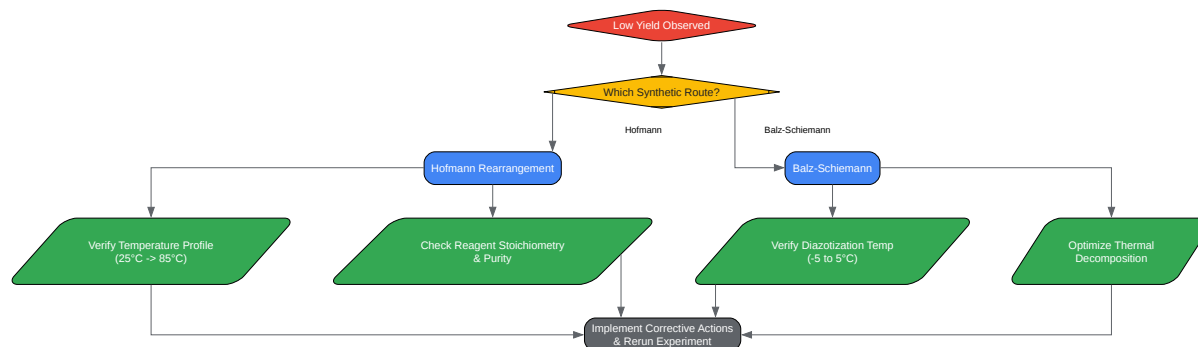 Low Yield Observed
Which Synthetic Route?
Hofmann
Balz-Schiemann
Hofmann Rearrangement
Balz-Schiemann
Verify Temperature Profile
(25°C -> 85°C)
Check Reagent Stoichiometry
& Purity
Verify Diazotization Temp
(-5 to 5°C)
Optimize Thermal
Decomposition
Implement Corrective Actions
& Rerun Experiment